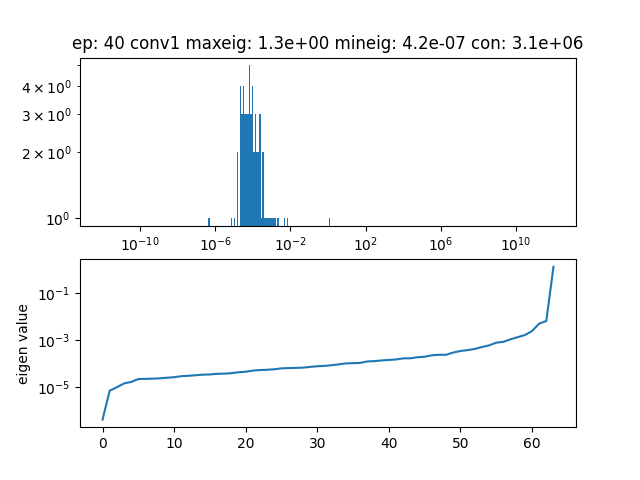 ep: 40 conv1 maxeig: 1.3e+00 mineig: 4.2e-07 con: 3.1e+06
4 × 10⁰
3 × 10⁰
2 × 10⁰
10⁰
10⁻¹⁰ 10⁻⁶ 10⁻² 10² 10⁶ 10¹⁰
eigen value
10⁻¹
10⁻³
10⁻⁵
0 10 20 30 40 50 60